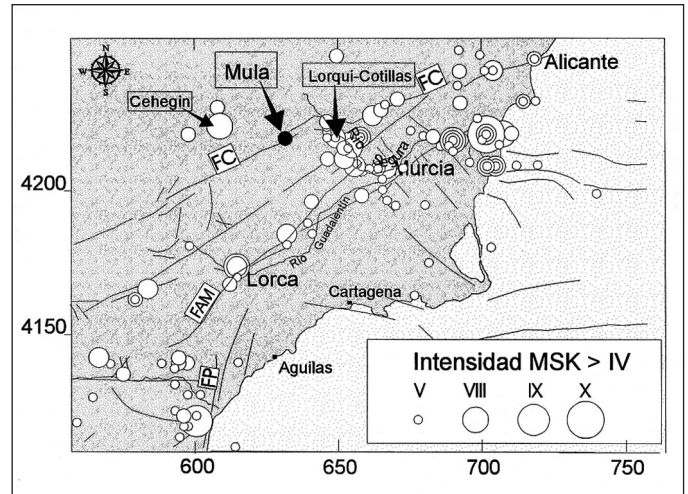 N
W E
S
Alicante
Mula
Lorqui-Cotillas
FC
Cehegin
FC
Río
Segura
Murcia
4200
Río Guadalentín
Lorca
FAM
Cartagena
4150
Aguilas
FP
Intensidad MSK > IV
V VIII IX X
600 650 700 750